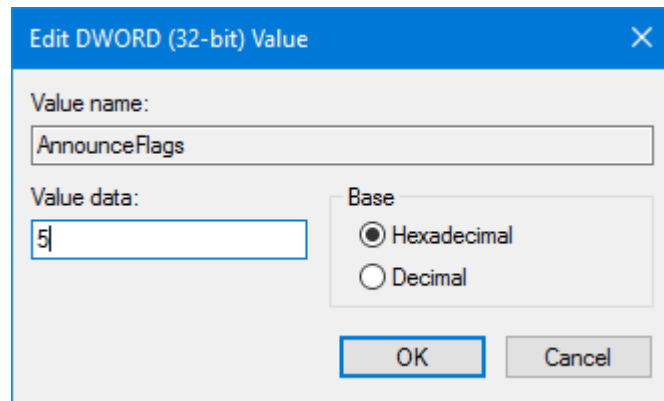 Edit DWORD (32-bit) Value
Value name:
AnnounceFlags
Value data:
5
Base
Hexadecimal
Decimal
OK
Cancel